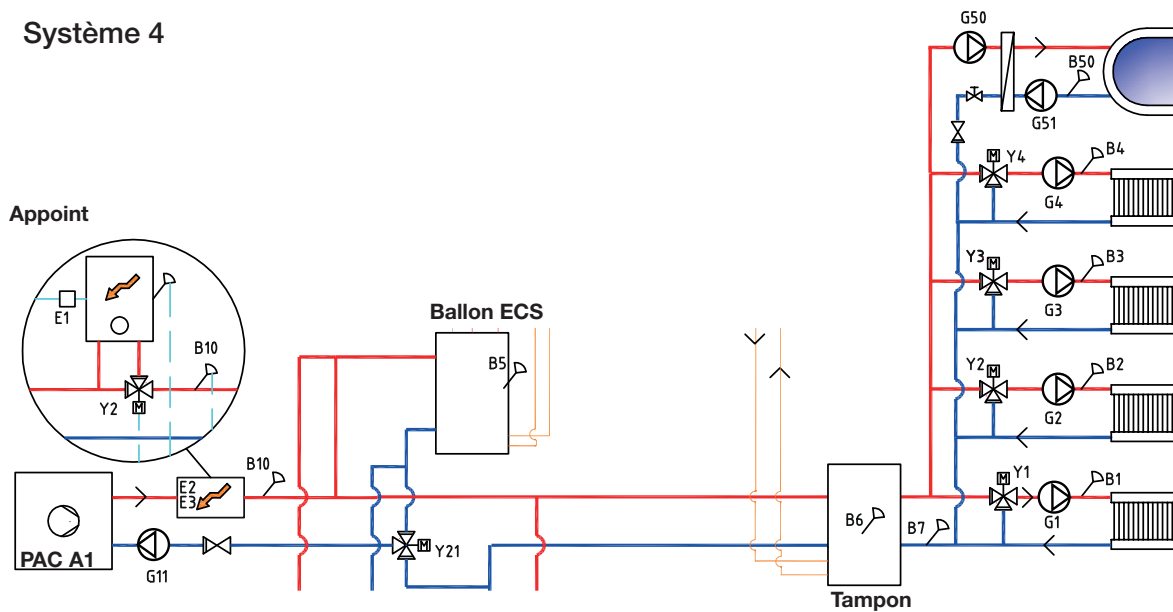 Système 4
G50
B50
G51
Y4
B4
G4
Appoint
E1
B10
Y2
M
Ballon ECS
B5
M
Y3
M
B3
G3
Y2
M
B2
G2
E2
E3
B10
PAC A1
G11
Y21
M
B6
B7
Y1
M
B1
G1
Tampon